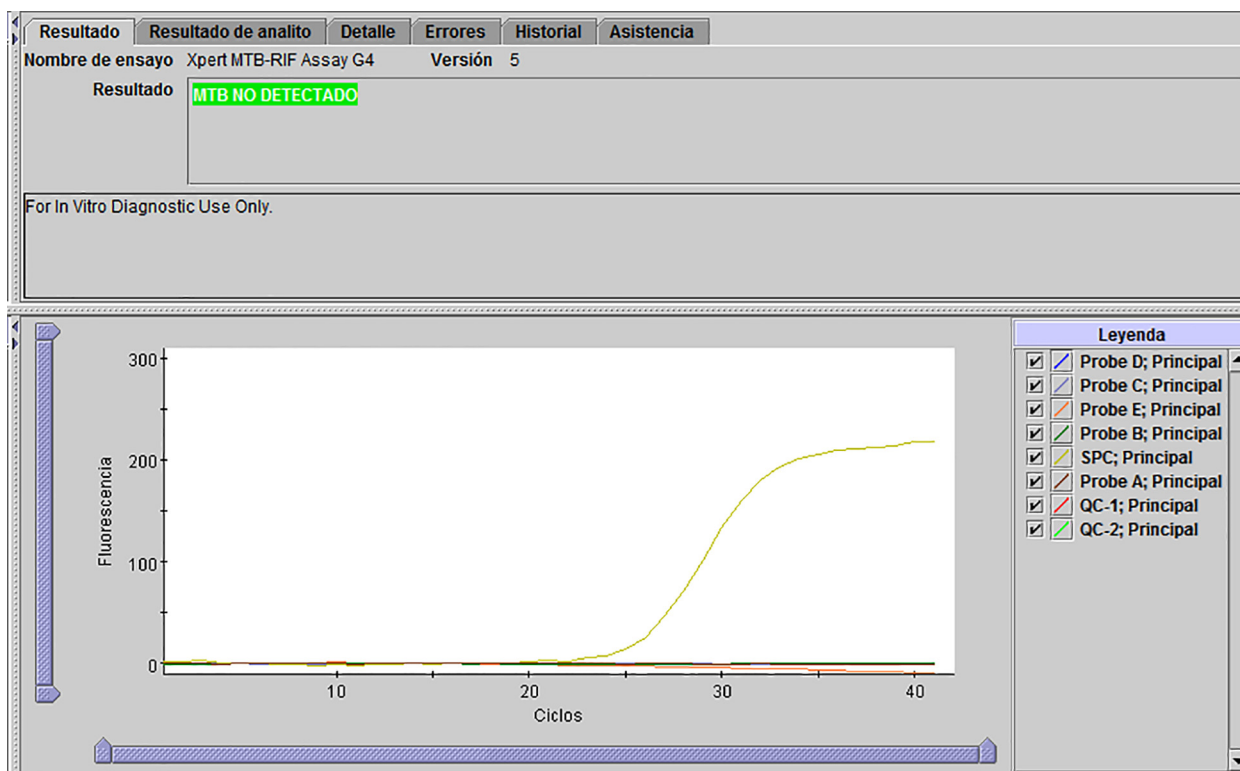 Resultado Resultado de analito Detalle Errores Historial Asistencia
Nombre de ensayo Xpert MTB-RIF Assay G4 Versión 5
Resultado MTB NO DETECTADO
For In Vitro Diagnostic Use Only.
Leyenda
Probe D; Principal
Probe C; Principal
Probe E; Principal
Probe B; Principal
SPC; Principal
Probe A; Principal
QC-1; Principal
QC-2; Principal
Fluorescencia
300
200
100
0
10 20 30 40
Ciclos